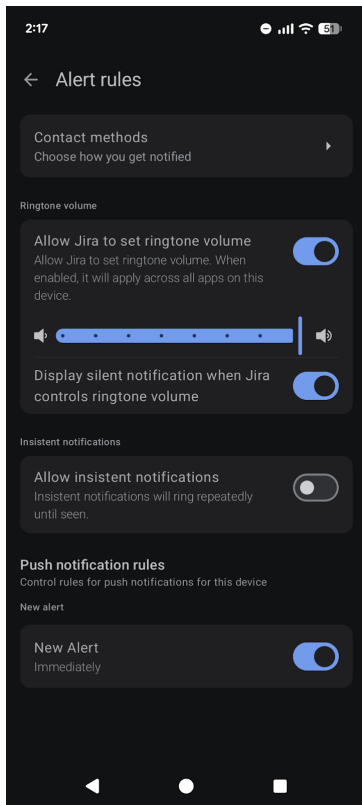 2:17
51
Alert rules
Contact methods
Choose how you get notified
Ringtone volume
Allow Jira to set ringtone volume
Allow Jira to set ringtone volume. When
enabled, it will apply across all apps on this
device.
Display silent notification when Jira
controls ringtone volume
Insistent notifications
Allow insistent notifications
Insistent notifications will ring repeatedly
until seen.
Push notification rules
Control rules for push notifications for this device
New alert
New Alert
Immediately